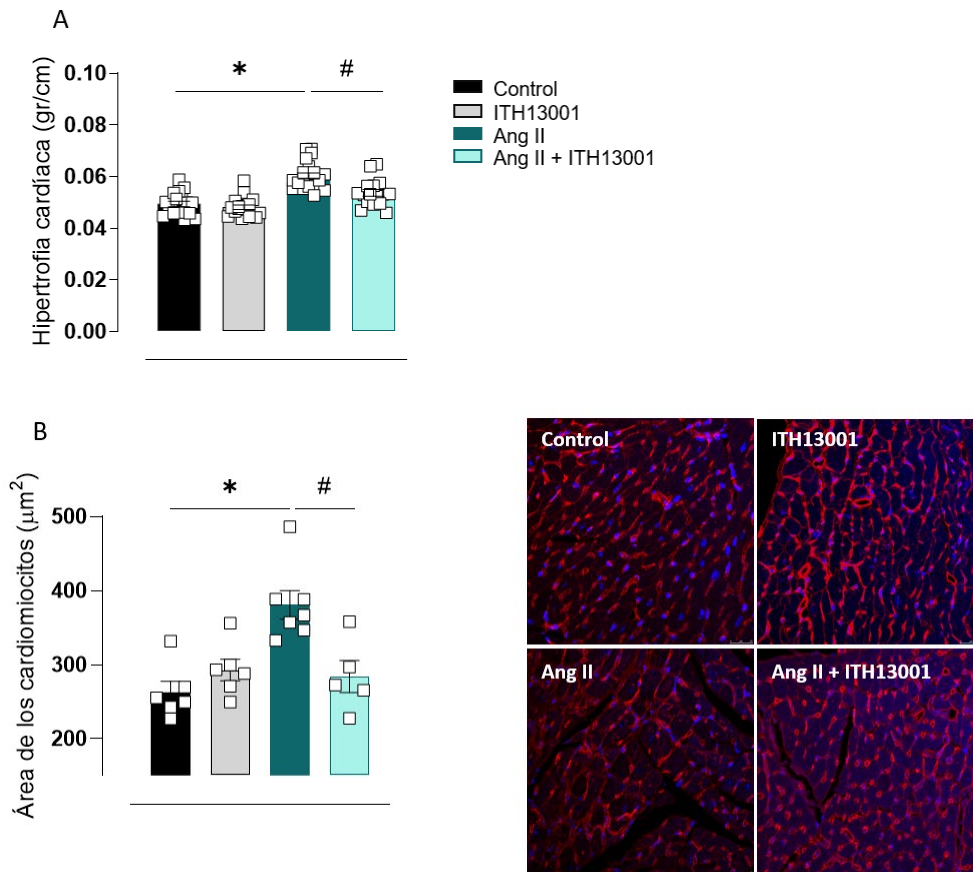 A
Hipertrofia cardíaca (gr/cm)
0.10
0.08
0.06
0.04
0.02
0.00
* #
Control
ITH13001
Ang II
Ang II + ITH13001
B
Área de los cardiomiocitos (μm²)
500
400
300
200
* #
Control
ITH13001
Ang II
Ang II + ITH13001